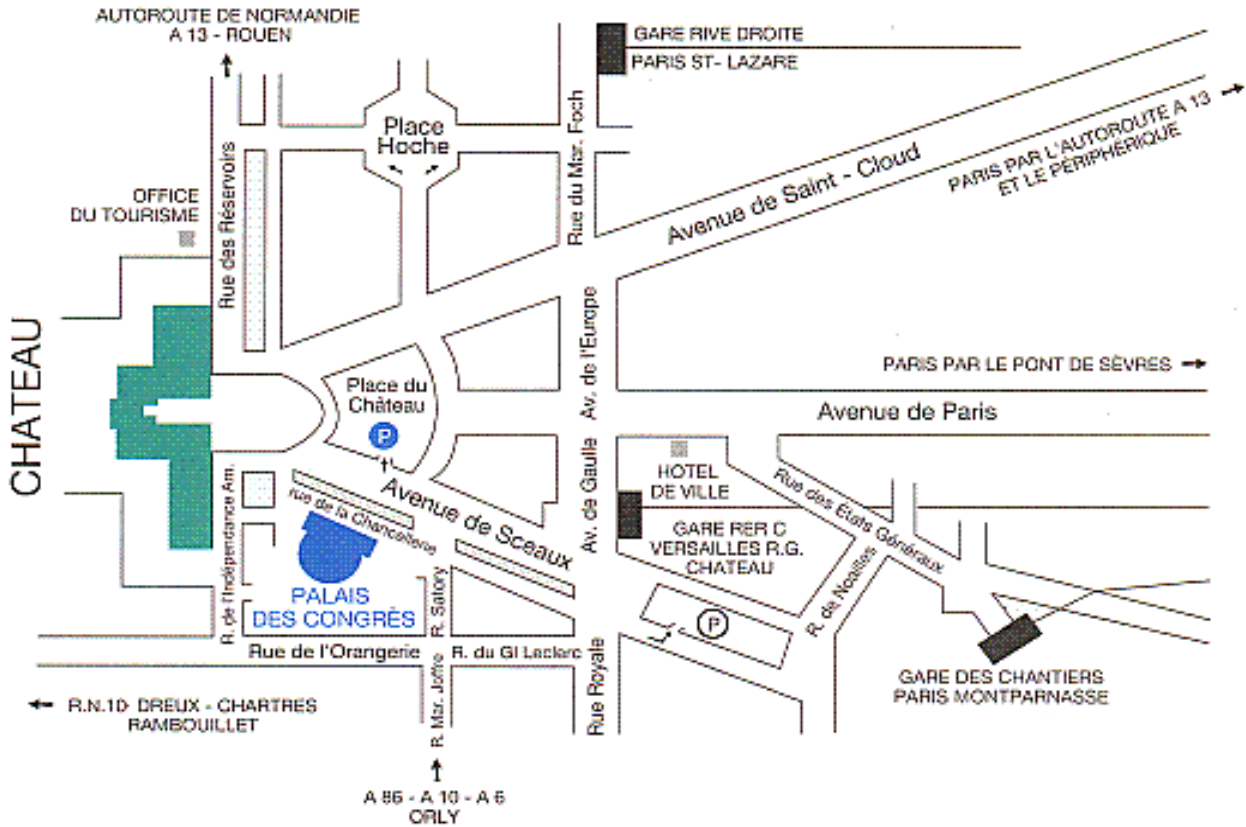 AUTOROUTE DE NORMANDIE
A 13 - ROUEN
GARE RIVE DROITE
PARIS ST- LAZARE
Place
Hoche
Rue du Mar. Foch
Avenue de Saint - Cloud
PARIS PAR L'AUTOROUTE A 13
ET LE PÉRIPHÉRIQUE
OFFICE
DU TOURISME
Rue des Réservoirs
CHATEAU
Place du
Château
P
Av. de l'Europe
PARIS PAR LE PONT DE SÈVRES
Avenue de Paris
HOTEL
DE VILLE
Rue des États Généraux
Avenue de Sceaux
rue de la Chancellerie
Av. de Gaulle
GARE RER C
VERSAILLES R.G.
CHATEAU
R. de l'Indépendance Am.
PALAIS
DES CONGRÈS
R. Satory
R. de Noailles
P
Rue de l'Orangerie
R. du Gl Leclerc
Rue Royale
R. Mar. Joffre
GARE DES CHANTIERS
PARIS MONTPARNASSE
R.N.10 DREUX - CHARTRES
RAMBOUILLET
A 86 - A 10 - A 6
ORLY